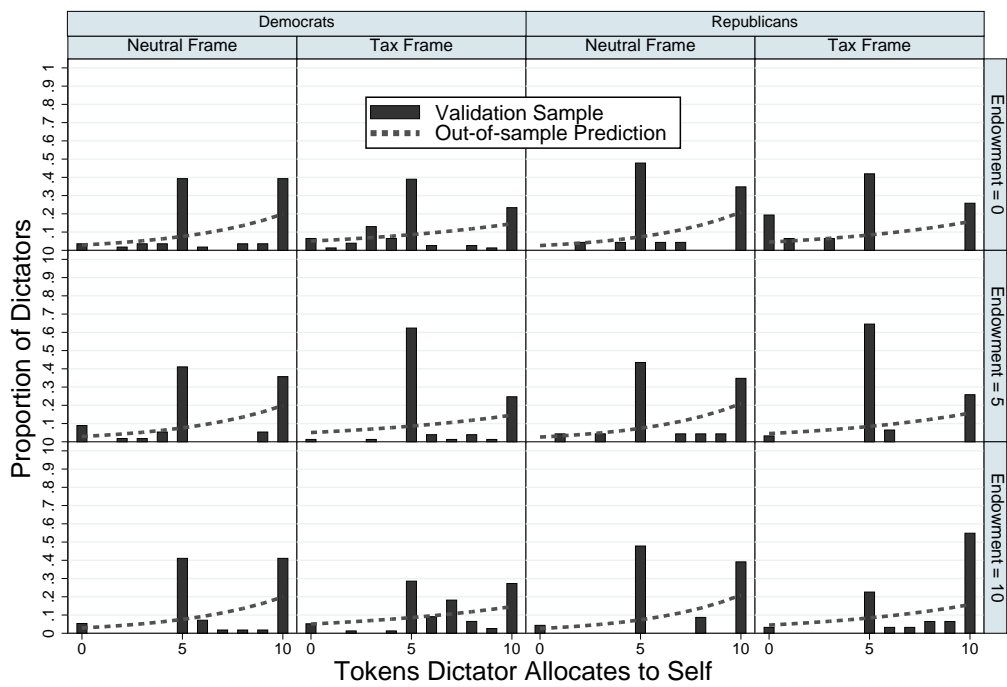 Democrats Republicans
Neutral Frame Tax Frame Neutral Frame Tax Frame
Validation Sample
Out-of-sample Prediction
Endowment = 0
Endowment = 5
Endowment = 10
Proportion of Dictators
0 .1 .2 .3 .4 .5 .6 .7 .8 .9 1
0 .1 .2 .3 .4 .5 .6 .7 .8 .9 1
0 .1 .2 .3 .4 .5 .6 .7 .8 .9 1
0 5 10 0 5 10 0 5 10 0 5 10
Tokens Dictator Allocates to Self